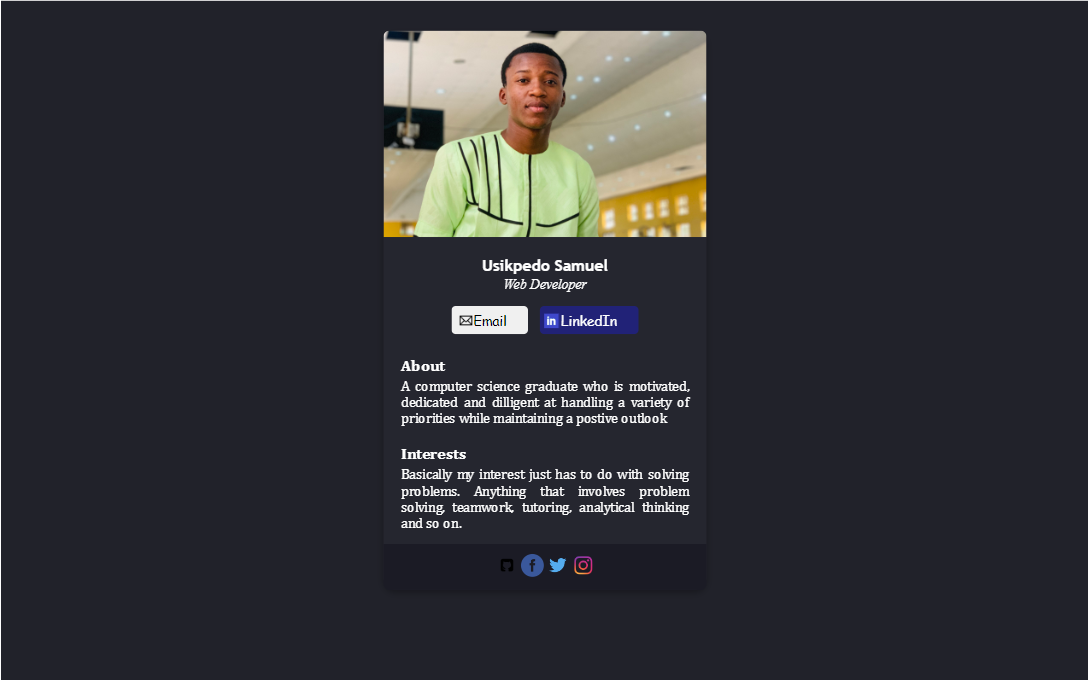 Usikpedo Samuel
Web Developer
Email
in LinkedIn
About
A computer science graduate who is motivated,
dedicated and dilligent at handling a variety of
priorities while maintaining a postive outlook
Interests
Basically my interest just has to do with solving
problems. Anything that involves problem
solving, teamwork, tutoring, analytical thinking
and so on.